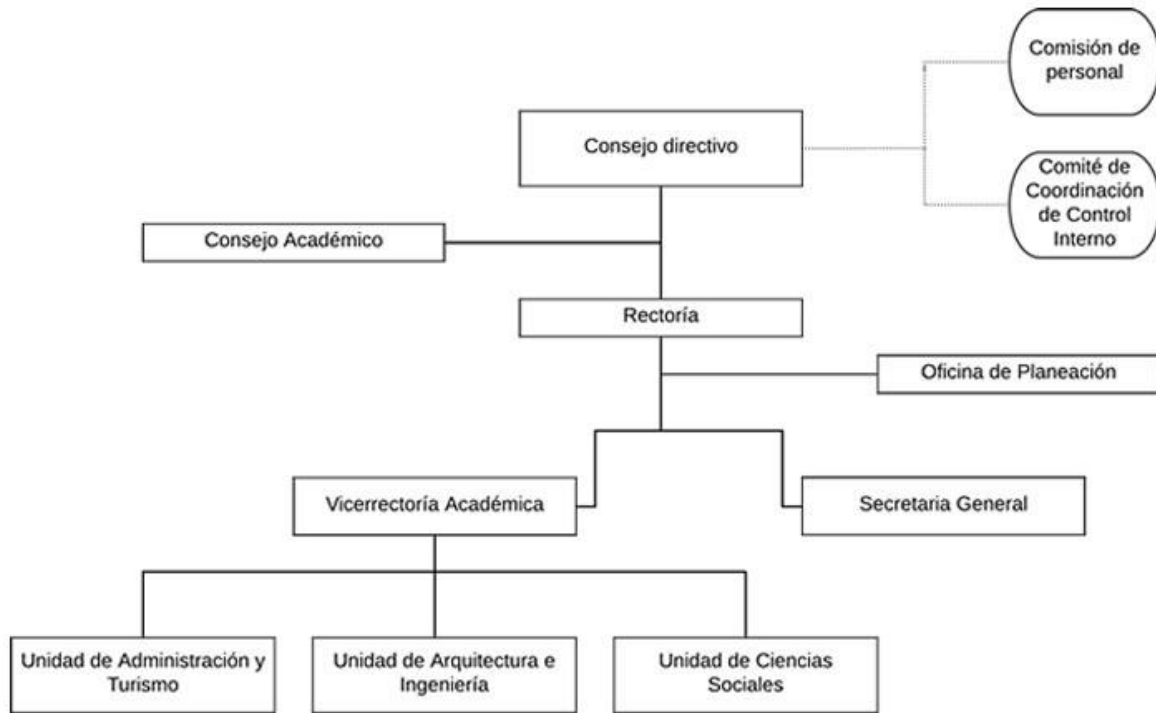 Comisión de
personal
Consejo directivo
Comité de
Coordinación
de Control
Interno
Consejo Académico
Rectoría
Oficina de Planeación
Vicerrectoría Académica
Secretaria General
Unidad de Administración y
Turismo
Unidad de Arquitectura e
Ingeniería
Unidad de Ciencias
Sociales